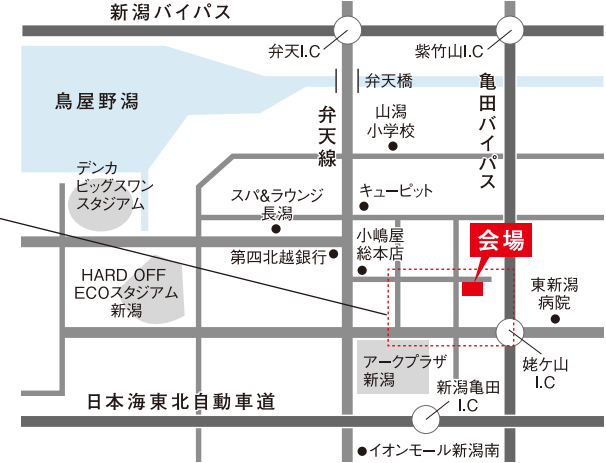 新潟バイパス
弁天I.C
紫竹山I.C
弁天橋
鳥屋野潟
弁天線
亀田バイパス
山潟
小学校
デンカ
ビッグスワン
スタジアム
スパ&ラウンジ
長潟
キューピット
第四北越銀行
小嶋屋
総本店
会場
HARD OFF
ECOスタジアム
新潟
東新潟
病院
アークプラザ
新潟
姥ケ山
I.C
新潟亀田
I.C
日本海東北自動車道
イオンモール新潟南